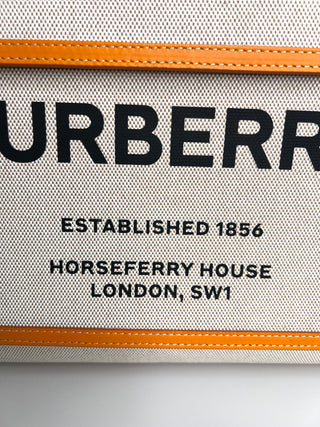 URBERR
ESTABLISHED 1856
HORSEFERRY HOUSE
LONDON, SW1